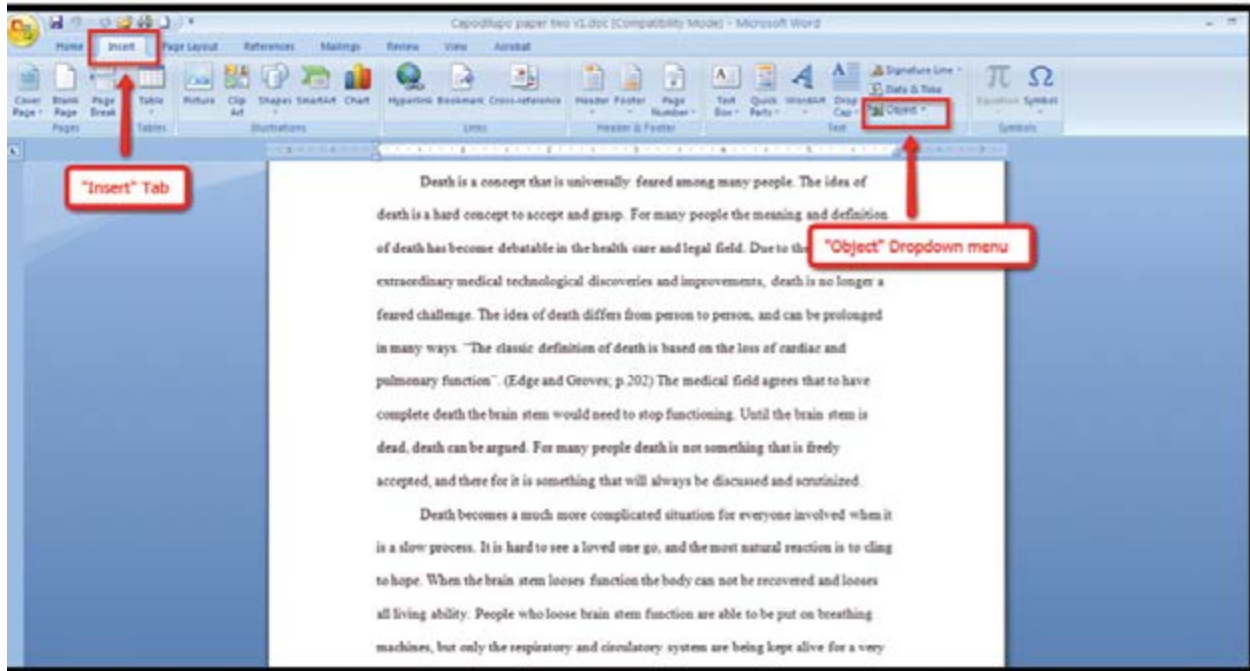 Capodilupo paper two v1.doc [Compatibility Mode] - Microsoft Word
Home Insert Page Layout References Mailings Review View Acrobat
Cover Page Blank Page Page Break Table Picture Clip Art Shapes SmartArt Chart Hyperlink Bookmark Cross-reference Header Footer Page Number Text Box Quick Parts WordArt Drop Cap Signature Line Date & Time Object Equation Symbol
Pages Tables Illustrations Links Header & Footer Text Symbols
"Insert" Tab
"Object" Dropdown menu
Death is a concept that is universally feared among many people. The idea of
death is a hard concept to accept and grasp. For many people the meaning and definition
of death has become debatable in the health care and legal field. Due to the
extraordinary medical technological discoveries and improvements, death is no longer a
feared challenge. The idea of death differs from person to person, and can be prolonged
in many ways. "The classic definition of death is based on the loss of cardiac and
pulmonary function". (Edge and Groves; p.202) The medical field agrees that to have
complete death the brain stem would need to stop functioning. Until the brain stem is
dead, death can be argued. For many people death is not something that is freely
accepted, and there for it is something that will always be discussed and scrutinized.
Death becomes a much more complicated situation for everyone involved when it
is a slow process. It is hard to see a loved one go, and the most natural reaction is to cling
to hope. When the brain stem looses function the body can not be recovered and looses
all living ability. People who loose brain stem function are able to be put on breathing
machines, but only the respiratory and circulatory system are being kept alive for a very